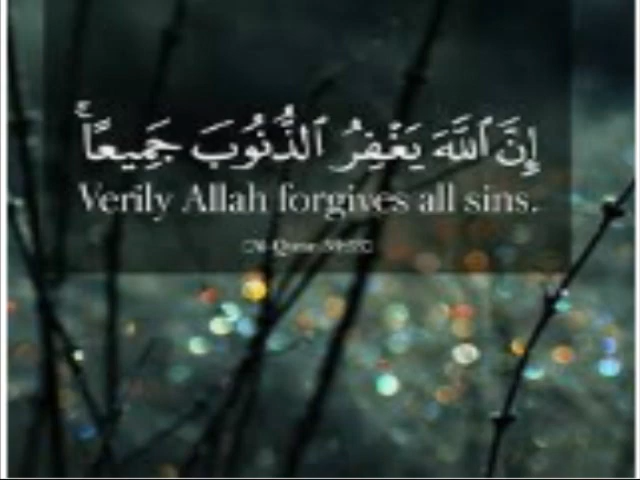 إِنَّ ٱللَّهَ يَغْفِرُ ٱلذُّنُوبَ جَمِيعًا ۚ
Verily Allah forgives all sins.